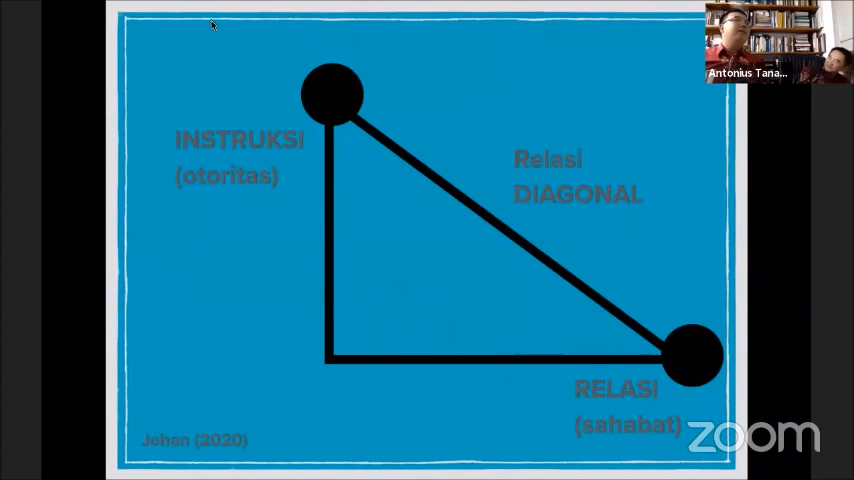 Antonius Tana...
INSTRUKSI
(otoritas)
Relasi
DIAGONAL
RELASI
(sahabat)
Jehan (2020)
zoom